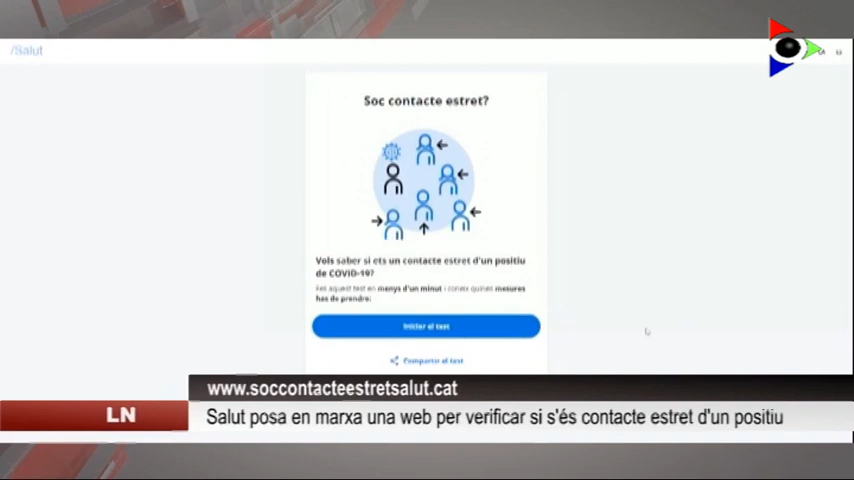 /Salut
Soc contacte estret?
Vols saber si ets un contacte estret d'un positiu
de COVID-19?
Fes aquest test en menys d'un minut i coneix quines mesures
has de prendre:
Iniciar el test
Compartir el test
www.soccontacteestretsalut.cat
LN
Salut posa en marxa una web per verificar si s'és contacte estret d'un positiu